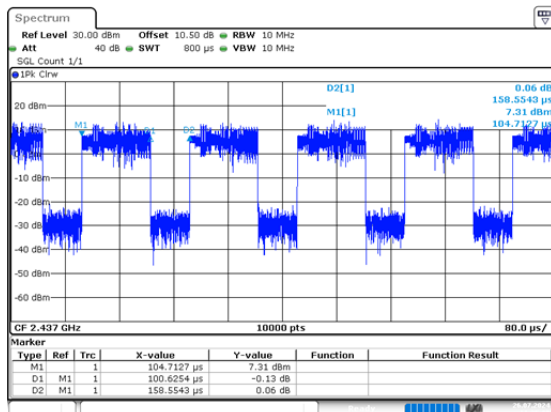 Spectrum
Ref Level 30.00 dBm Offset 10.50 dB RBW 10 MHz
Att 40 dB SWT 800 µs VBW 10 MHz
SGL Count 1/1
1Pk Clrw
D2[1] 0.06 dB
158.5543 µs
20 dBm
M1[1] 7.31 dBm
104.7127 µs
M1 D1 D2
-10 dBm
-20 dBm
-30 dBm
-40 dBm
-50 dBm
-60 dBm
CF 2.437 GHz 10000 pts 80.0 µs/
Marker
Type Ref Trc X-value Y-value Function Function Result
M1 1 104.7127 µs 7.31 dBm
D1 M1 1 100.6254 µs -0.13 dB
D2 M1 1 158.5543 µs 0.06 dB